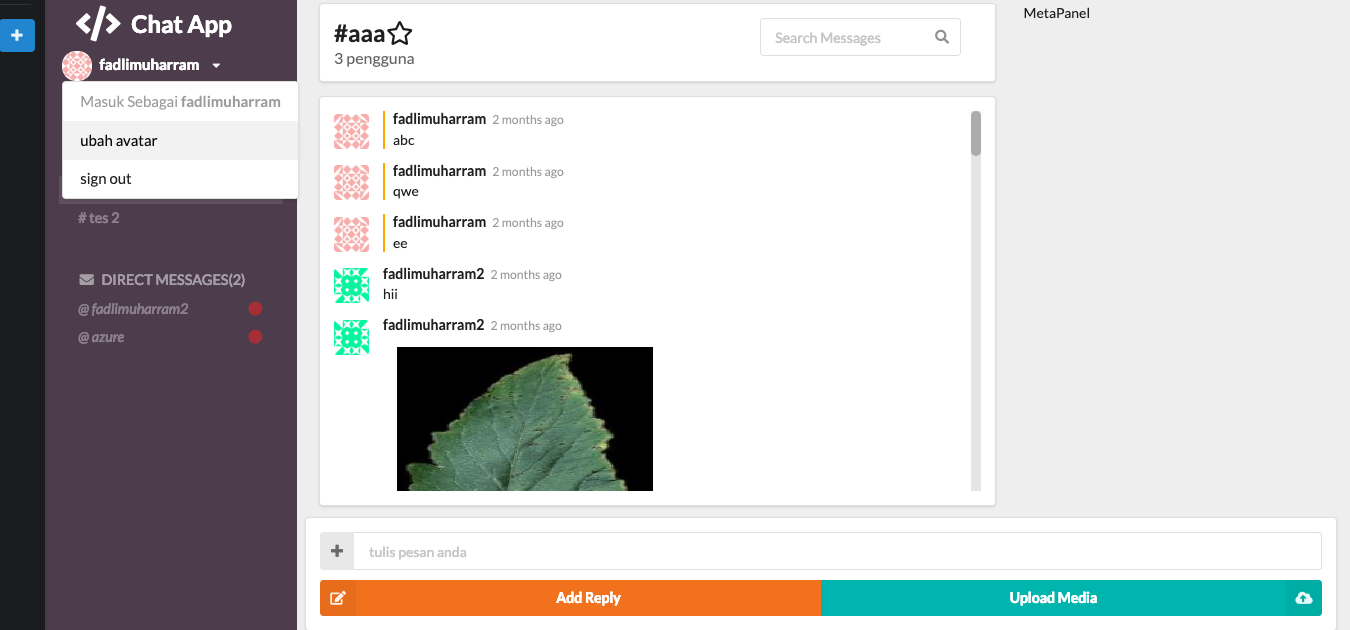 Chat App
fadlimuharram
Masuk Sebagai fadlimuharram
ubah avatar
sign out
# tes 2
DIRECT MESSAGES(2)
@ fadlimuharram2
@ azure
#aaa
3 pengguna
Search Messages
fadlimuharram 2 months ago
abc
fadlimuharram 2 months ago
qwe
fadlimuharram 2 months ago
ee
fadlimuharram2 2 months ago
hii
fadlimuharram2 2 months ago
tulis pesan anda
Add Reply
Upload Media
MetaPanel